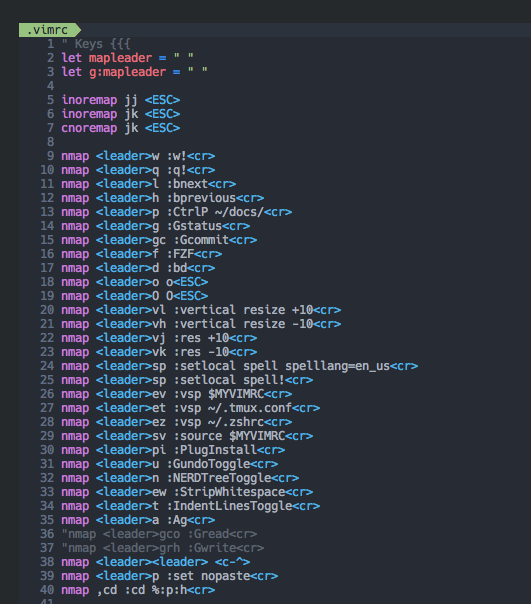 .vimrc
1 " Keys {{{
2 let mapleader = " "
3 let g:mapleader = " "
4
5 inoremap jj <ESC>
6 inoremap jk <ESC>
7 cnoremap jk <ESC>
8
9 nmap <leader>w :w!<cr>
10 nmap <leader>q :q!<cr>
11 nmap <leader>l :bnext<cr>
12 nmap <leader>h :bprevious<cr>
13 nmap <leader>p :CtrlP ~/docs/<cr>
14 nmap <leader>g :Gstatus<cr>
15 nmap <leader>gc :Gcommit<cr>
16 nmap <leader>f :FZF<cr>
17 nmap <leader>d :bd<cr>
18 nmap <leader>o o<ESC>
19 nmap <leader>O O<ESC>
20 nmap <leader>vl :vertical resize +10<cr>
21 nmap <leader>vh :vertical resize -10<cr>
22 nmap <leader>vj :res +10<cr>
23 nmap <leader>vk :res -10<cr>
24 nmap <leader>sp :setlocal spell spelllang=en_us<cr>
25 nmap <leader>sp :setlocal spell!<cr>
26 nmap <leader>ev :vsp $MYVIMRC<cr>
27 nmap <leader>et :vsp ~/.tmux.conf<cr>
28 nmap <leader>ez :vsp ~/.zshrc<cr>
29 nmap <leader>sv :source $MYVIMRC<cr>
30 nmap <leader>pi :PlugInstall<cr>
31 nmap <leader>u :GundoToggle<cr>
32 nmap <leader>n :NERDTreeToggle<cr>
33 nmap <leader>ew :StripWhitespace<cr>
34 nmap <leader>t :IndentLinesToggle<cr>
35 nmap <leader>a :Ag<cr>
36 "nmap <leader>gco :Gread<cr>
37 "nmap <leader>grh :Gwrite<cr>
38 nmap <leader><leader> <c-^>
39 nmap <leader>p :set nopaste<cr>
40 nmap ,cd :cd %:p:h<cr>
41